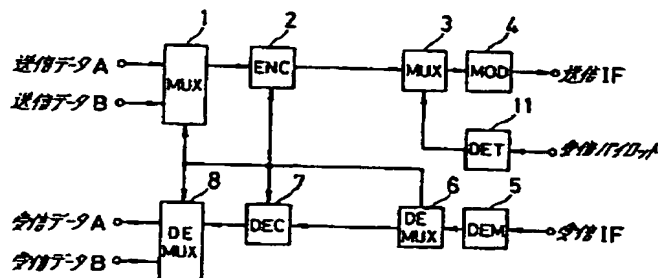 1
2
3
4
送信データA
送信データB
MUX
ENC
MUX
MOD
送信IF
11
DET
受信パイロット
8
7
6
5
受信データA
受信データB
DE
MUX
DEC
DE
MUX
DEM
受信IF